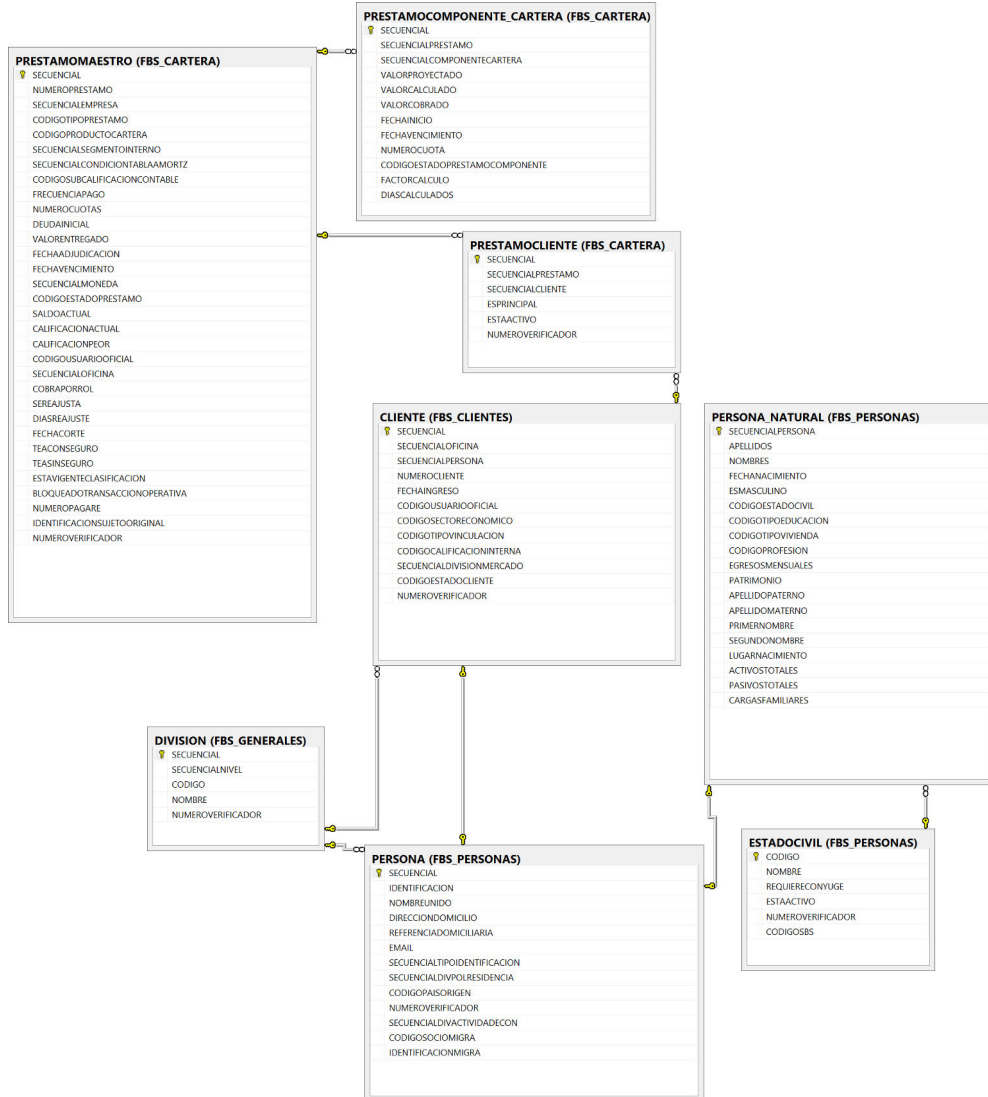 PRESTAMOCOMPONENTE_CARTERA (FBS_CARTERA)
SECUENCIAL
SECUENCIALPRESTAMO
SECUENCIALCOMPONENTECARTERA
VALORPROYECTADO
VALORCALCULADO
VALORCOBRADO
FECHAINICIO
FECHAVENCIMIENTO
NUMEROCUOTA
CODIGOESTADOPRESTAMOCOMPONENTE
FACTORCALCULO
DIASCALCULADOS
PRESTAMOMAESTRO (FBS_CARTERA)
SECUENCIAL
NUMEROPRESTAMO
SECUENCIALEMPRESA
CODIGOTIPOPRESTAMO
CODIGOPRODUCTOCARTERA
SECUENCIALSEGMENTOINTERNO
SECUENCIALCONDICIONTABLAAMORTZ
CODIGOSUBCALIFICACIONCONTABLE
FRECUENCIAPAGO
NUMEROCUOTAS
DEUDAINICIAL
VALORENTREGADO
FECHAADJUDICACION
FECHAVENCIMIENTO
SECUENCIALMONEDA
CODIGOESTADOPRESTAMO
SALDOACTUAL
CALIFICACIONACTUAL
CALIFICACIONPEOR
CODIGOUSUARIOOFICIAL
SECUENCIALOFICINA
COBRAPORROL
SEREAJUSTA
DIASREAJUSTE
FECHACORTE
TEACONSEGURO
TEASINSEGURO
ESTAVIGENTECLASIFICACION
BLOQUEADOTRANSACCIONOPERATIVA
NUMEROPAGARE
IDENTIFICACIONSUJETOORIGINAL
NUMEROVERIFICADOR
PRESTAMOCLIENTE (FBS_CARTERA)
SECUENCIAL
SECUENCIALPRESTAMO
SECUENCIALCLIENTE
ESPRINCIPAL
ESTAACTIVO
NUMEROVERIFICADOR
CLIENTE (FBS_CLIENTES)
SECUENCIAL
SECUENCIALOFICINA
SECUENCIALPERSONA
NUMEROCLIENTE
FECHAINGRESO
CODIGOUSUARIOOFICIAL
CODIGOSECTORECONOMICO
CODIGOTIPOVINCULACION
CODIGOCALIFICACIONINTERNA
SECUENCIALDIVISIONMERCADO
CODIGOESTADOCLIENTE
NUMEROVERIFICADOR
PERSONA_NATURAL (FBS_PERSONAS)
SECUENCIALPERSONA
APELLIDOS
NOMBRES
FECHANACIMIENTO
ESMASCULINO
CODIGOESTADOCIVIL
CODIGOTIPOEDUCACION
CODIGOTIPOVIVIENDA
CODIGOPROFESION
EGRESOSMENSUALES
PATRIMONIO
APELLIDOPATERNO
APELLIDOMATERNO
PRIMERNOMBRE
SEGUNDONOMBRE
LUGARNACIMIENTO
ACTIVOSTOTALES
PASIVOSTOTALES
CARGASFAMILIARES
DIVISION (FBS_GENERALES)
SECUENCIAL
SECUENCIALNIVEL
CODIGO
NOMBRE
NUMEROVERIFICADOR
PERSONA (FBS_PERSONAS)
SECUENCIAL
IDENTIFICACION
NOMBREUNIDO
DIRECCIONDOMICILIO
REFERENCIADOMICILIARIA
EMAIL
SECUENCIALTIPOIDENTIFICACION
SECUENCIALDIVPOLRESIDENCIA
CODIGOPAISORIGEN
NUMEROVERIFICADOR
SECUENCIALDIVACTIVIDADECON
CODIGOSOCIOMIGRA
IDENTIFICACIONMIGRA
ESTADOCIVIL (FBS_PERSONAS)
CODIGO
NOMBRE
REQUIERECONYUGE
ESTAACTIVO
NUMEROVERIFICADOR
CODIGOSBS